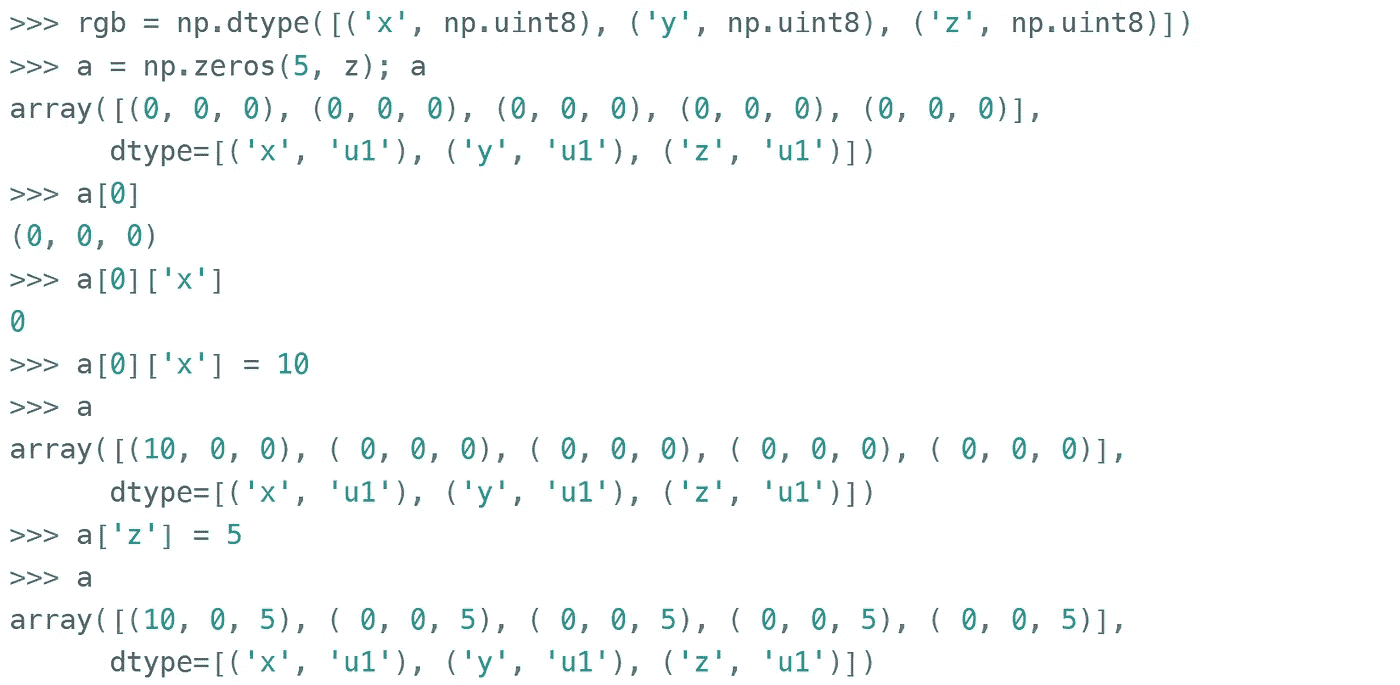 >>> rgb = np.dtype([('x', np.uint8), ('y', np.uint8), ('z', np.uint8)])
>>> a = np.zeros(5, z); a
array([(0, 0, 0), (0, 0, 0), (0, 0, 0), (0, 0, 0), (0, 0, 0)],
      dtype=[('x', 'u1'), ('y', 'u1'), ('z', 'u1')])
>>> a[0]
(0, 0, 0)
>>> a[0]['x']
0
>>> a[0]['x'] = 10
>>> a
array([(10, 0, 0), ( 0, 0, 0), ( 0, 0, 0), ( 0, 0, 0), ( 0, 0, 0)],
      dtype=[('x', 'u1'), ('y', 'u1'), ('z', 'u1')])
>>> a['z'] = 5
>>> a
array([(10, 0, 5), ( 0, 0, 5), ( 0, 0, 5), ( 0, 0, 5), ( 0, 0, 5)],
      dtype=[('x', 'u1'), ('y', 'u1'), ('z', 'u1')])